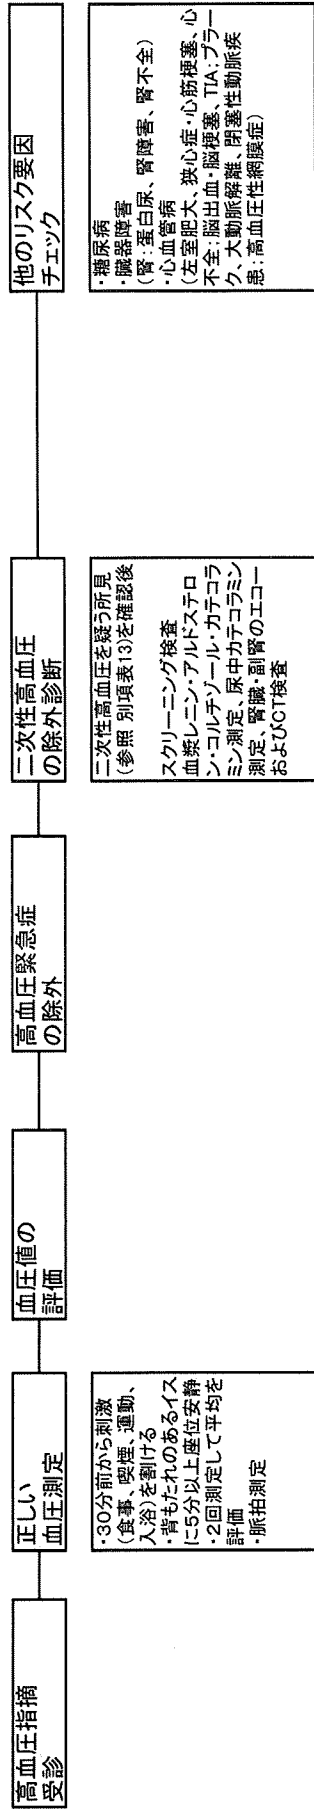 高血圧指摘
受診
正しい
血圧測定
・30分前から刺激
(食事、喫煙、運動、
入浴)を割ける
・背もたれのあるイス
に5分以上座位安静
・2回測定して平均を
評価
・脈拍測定
血圧値の
評価
高血圧緊急症
の除外
二次性高血圧
の除外診断
二次性高血圧を疑う所見
(参照 別項表13)を確認後
スクリーニング検査
血漿レニン・アルドステロ
ン・コルチゾール・カテコラ
ミン測定、尿中カテコラミン
測定、腎臓・副腎のエコー
およびCT検査
他のリスク要因
チェック
・糖尿病
・臓器障害
(腎:蛋白尿、腎障害、腎不全)
・心血管病
(左室肥大、狭心症・心筋梗塞、心
不全:脳出血・脳梗塞、TIA:プラー
ク、大動脈解離、閉塞性動脈疾
患:高血圧性網膜症)